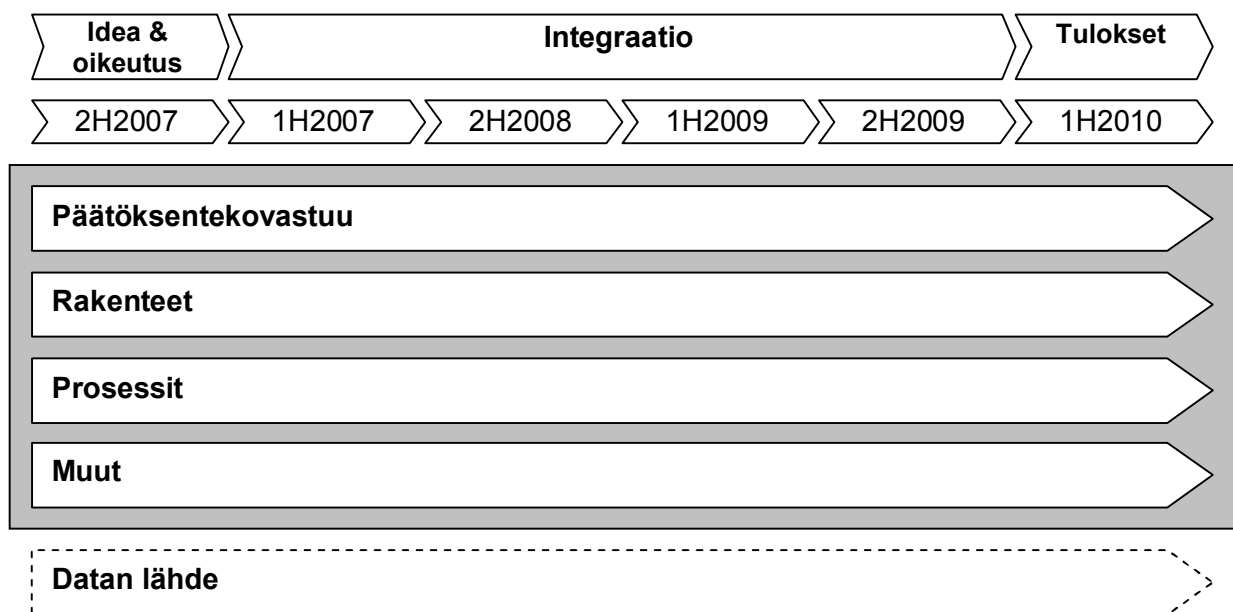 Idea &
oikeutus
Integraatio
Tulokset
2H2007
1H2007
2H2008
1H2009
2H2009
1H2010
Päätöksentekovastuu
Rakenteet
Prosessit
Muut
Datan lähde